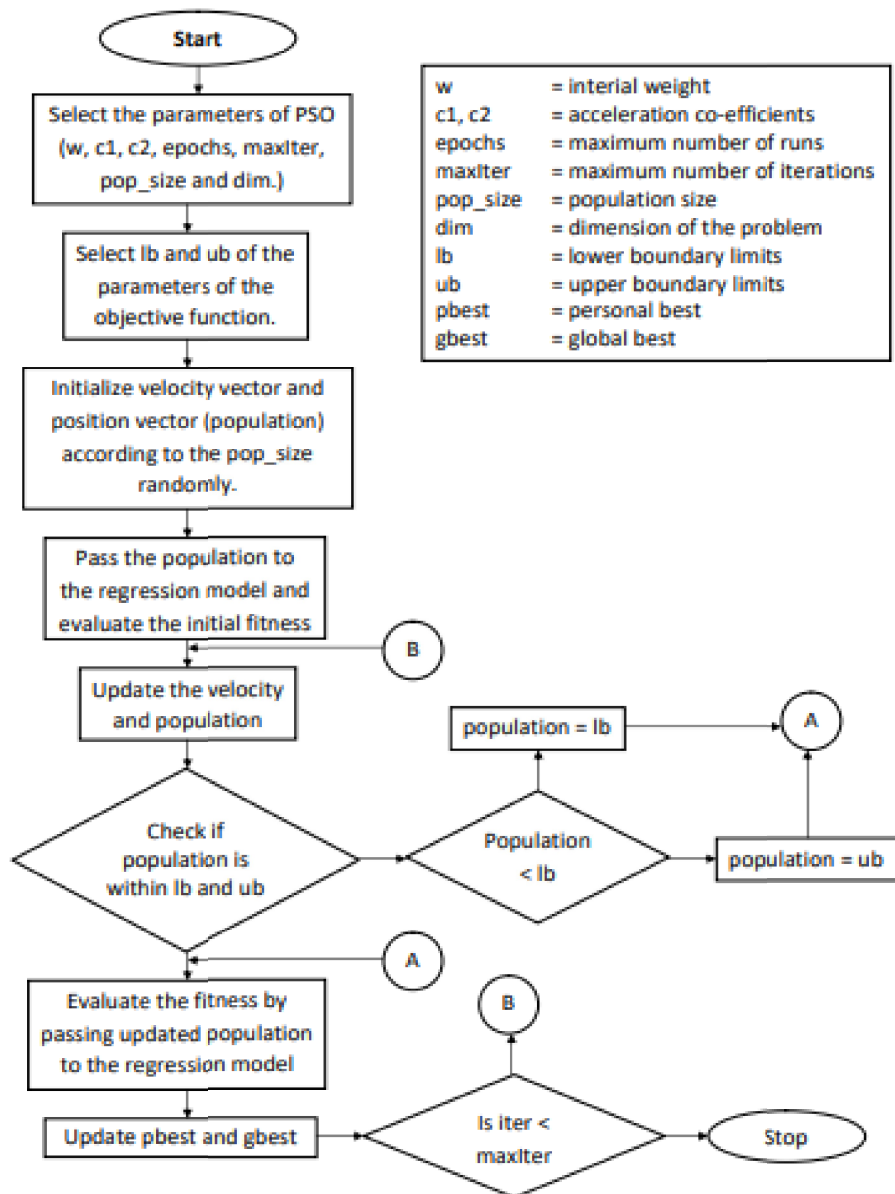 Start
Select the parameters of PSO
(w, c1, c2, epochs, maxIter,
pop_size and dim.)
w = interial weight
c1, c2 = acceleration co-efficients
epochs = maximum number of runs
maxIter = maximum number of iterations
pop_size = population size
dim = dimension of the problem
lb = lower boundary limits
ub = upper boundary limits
pbest = personal best
gbest = global best
Select lb and ub of the
parameters of the
objective function.
Initialize velocity vector and
position vector (population)
according to the pop_size
randomly.
Pass the population to
the regression model and
evaluate the initial fitness
B
Update the velocity
and population
population = lb
A
Check if
population is
within lb and ub
Population
< lb
population = ub
A
Evaluate the fitness by
passing updated population
to the regression model
B
Update pbest and gbest
Is iter <
maxIter
Stop